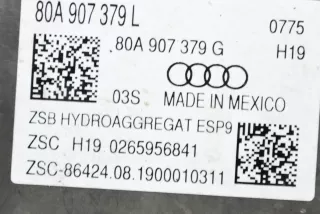 80A 907 379 L 0775
80A 907 379 G H19
03S MADE IN MEXICO
ZSB HYDROAGGREGAT ESP9
ZSC H19 0265956841
ZSC-86424.08.1900010311